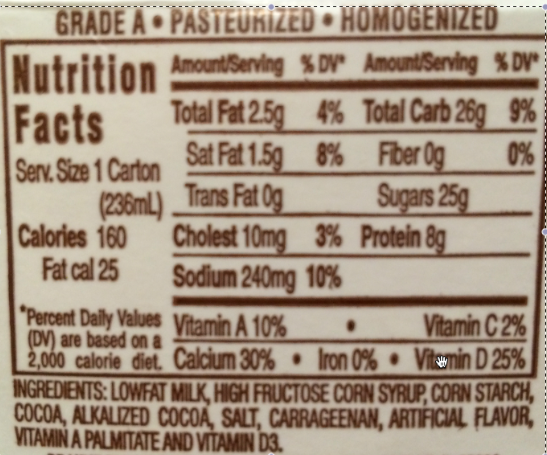 GRADE A • PASTEURIZED • HOMOGENIZED
Nutrition
Facts
Serv. Size 1 Carton
(236mL)
Calories 160
Fat cal 25
*Percent Daily Values
(DV) are based on a
2,000 calorie diet.
Amount/Serving % DV* Amount/Serving % DV*
Total Fat 2.5g 4% Total Carb 26g 9%
Sat Fat 1.5g 8% Fiber 0g 0%
Trans Fat 0g Sugars 25g
Cholest 10mg 3% Protein 8g
Sodium 240mg 10%
Vitamin A 10% • Vitamin C 2%
Calcium 30% • Iron 0% • Vitamin D 25%
INGREDIENTS: LOWFAT MILK, HIGH FRUCTOSE CORN SYRUP, CORN STARCH,
COCOA, ALKALIZED COCOA, SALT, CARRAGEENAN, ARTIFICIAL FLAVOR,
VITAMIN A PALMITATE AND VITAMIN D3.